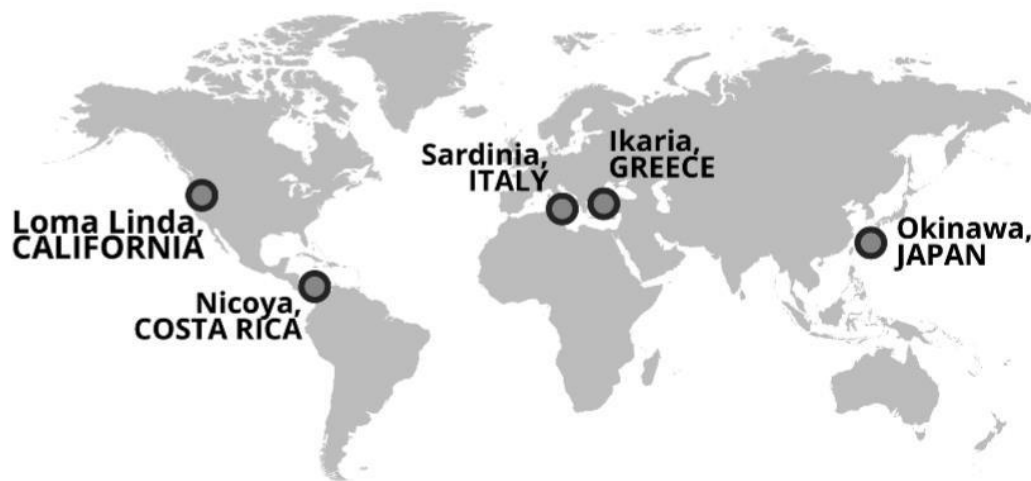 Sardinia,
ITALY
Ikaria,
GREECE
Loma Linda,
CALIFORNIA
Okinawa,
JAPAN
Nicoya,
COSTA RICA